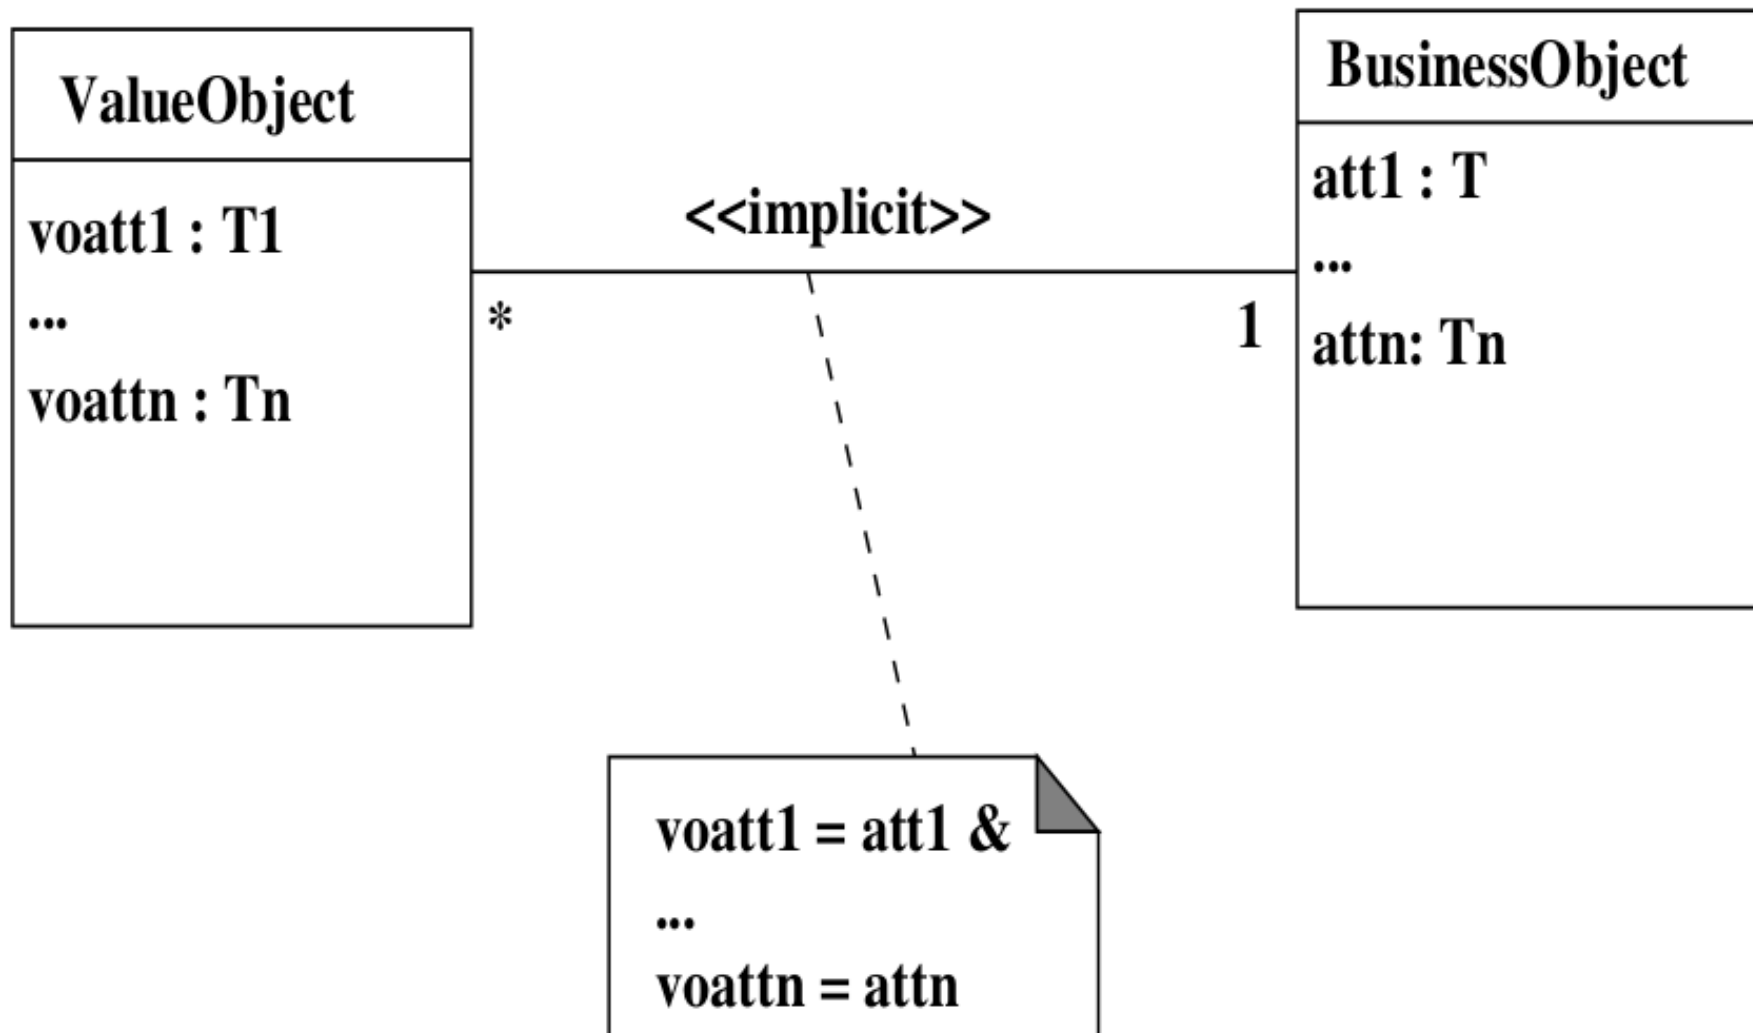 ValueObject
voatt1 : T1
...
voattn : Tn
<<implicit>>
*
1
BusinessObject
att1 : T
...
attn: Tn
voatt1 = att1 &
...
voattn = attn